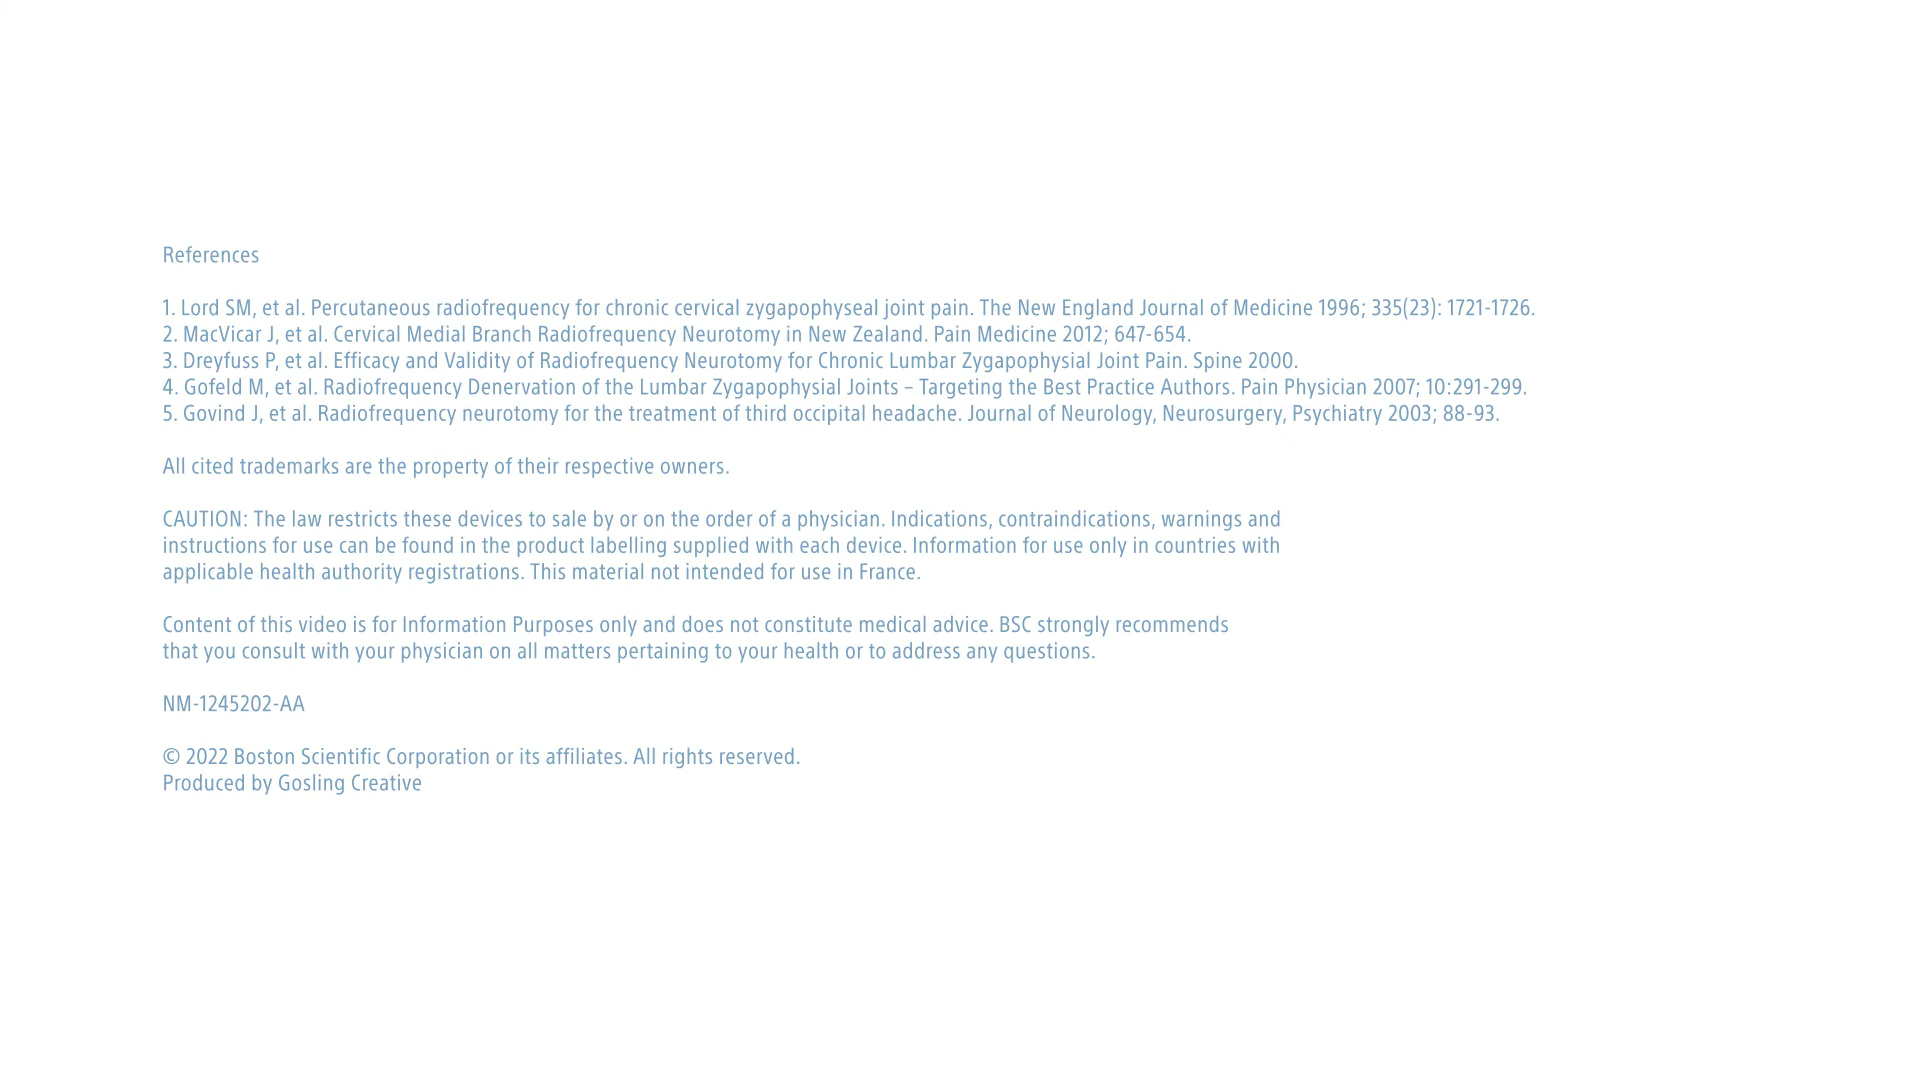 References
1. Lord SM, et al. Percutaneous radiofrequency for chronic cervical zygapophyseal joint pain. The New England Journal of Medicine 1996; 335(23): 1721-1726.
2. MacVicar J, et al. Cervical Medial Branch Radiofrequency Neurotomy in New Zealand. Pain Medicine 2012; 647-654.
3. Dreyfuss P, et al. Efficacy and Validity of Radiofrequency Neurotomy for Chronic Lumbar Zygapophysial Joint Pain. Spine 2000.
4. Gofeld M, et al. Radiofrequency Denervation of the Lumbar Zygapophysial Joints – Targeting the Best Practice Authors. Pain Physician 2007; 10:291-299.
5. Govind J, et al. Radiofrequency neurotomy for the treatment of third occipital headache. Journal of Neurology, Neurosurgery, Psychiatry 2003; 88-93.
All cited trademarks are the property of their respective owners.
CAUTION: The law restricts these devices to sale by or on the order of a physician. Indications, contraindications, warnings and
instructions for use can be found in the product labelling supplied with each device. Information for use only in countries with
applicable health authority registrations. This material not intended for use in France.
Content of this video is for Information Purposes only and does not constitute medical advice. BSC strongly recommends
that you consult with your physician on all matters pertaining to your health or to address any questions.
NM-1245202-AA
© 2022 Boston Scientific Corporation or its affiliates. All rights reserved.
Produced by Gosling Creative